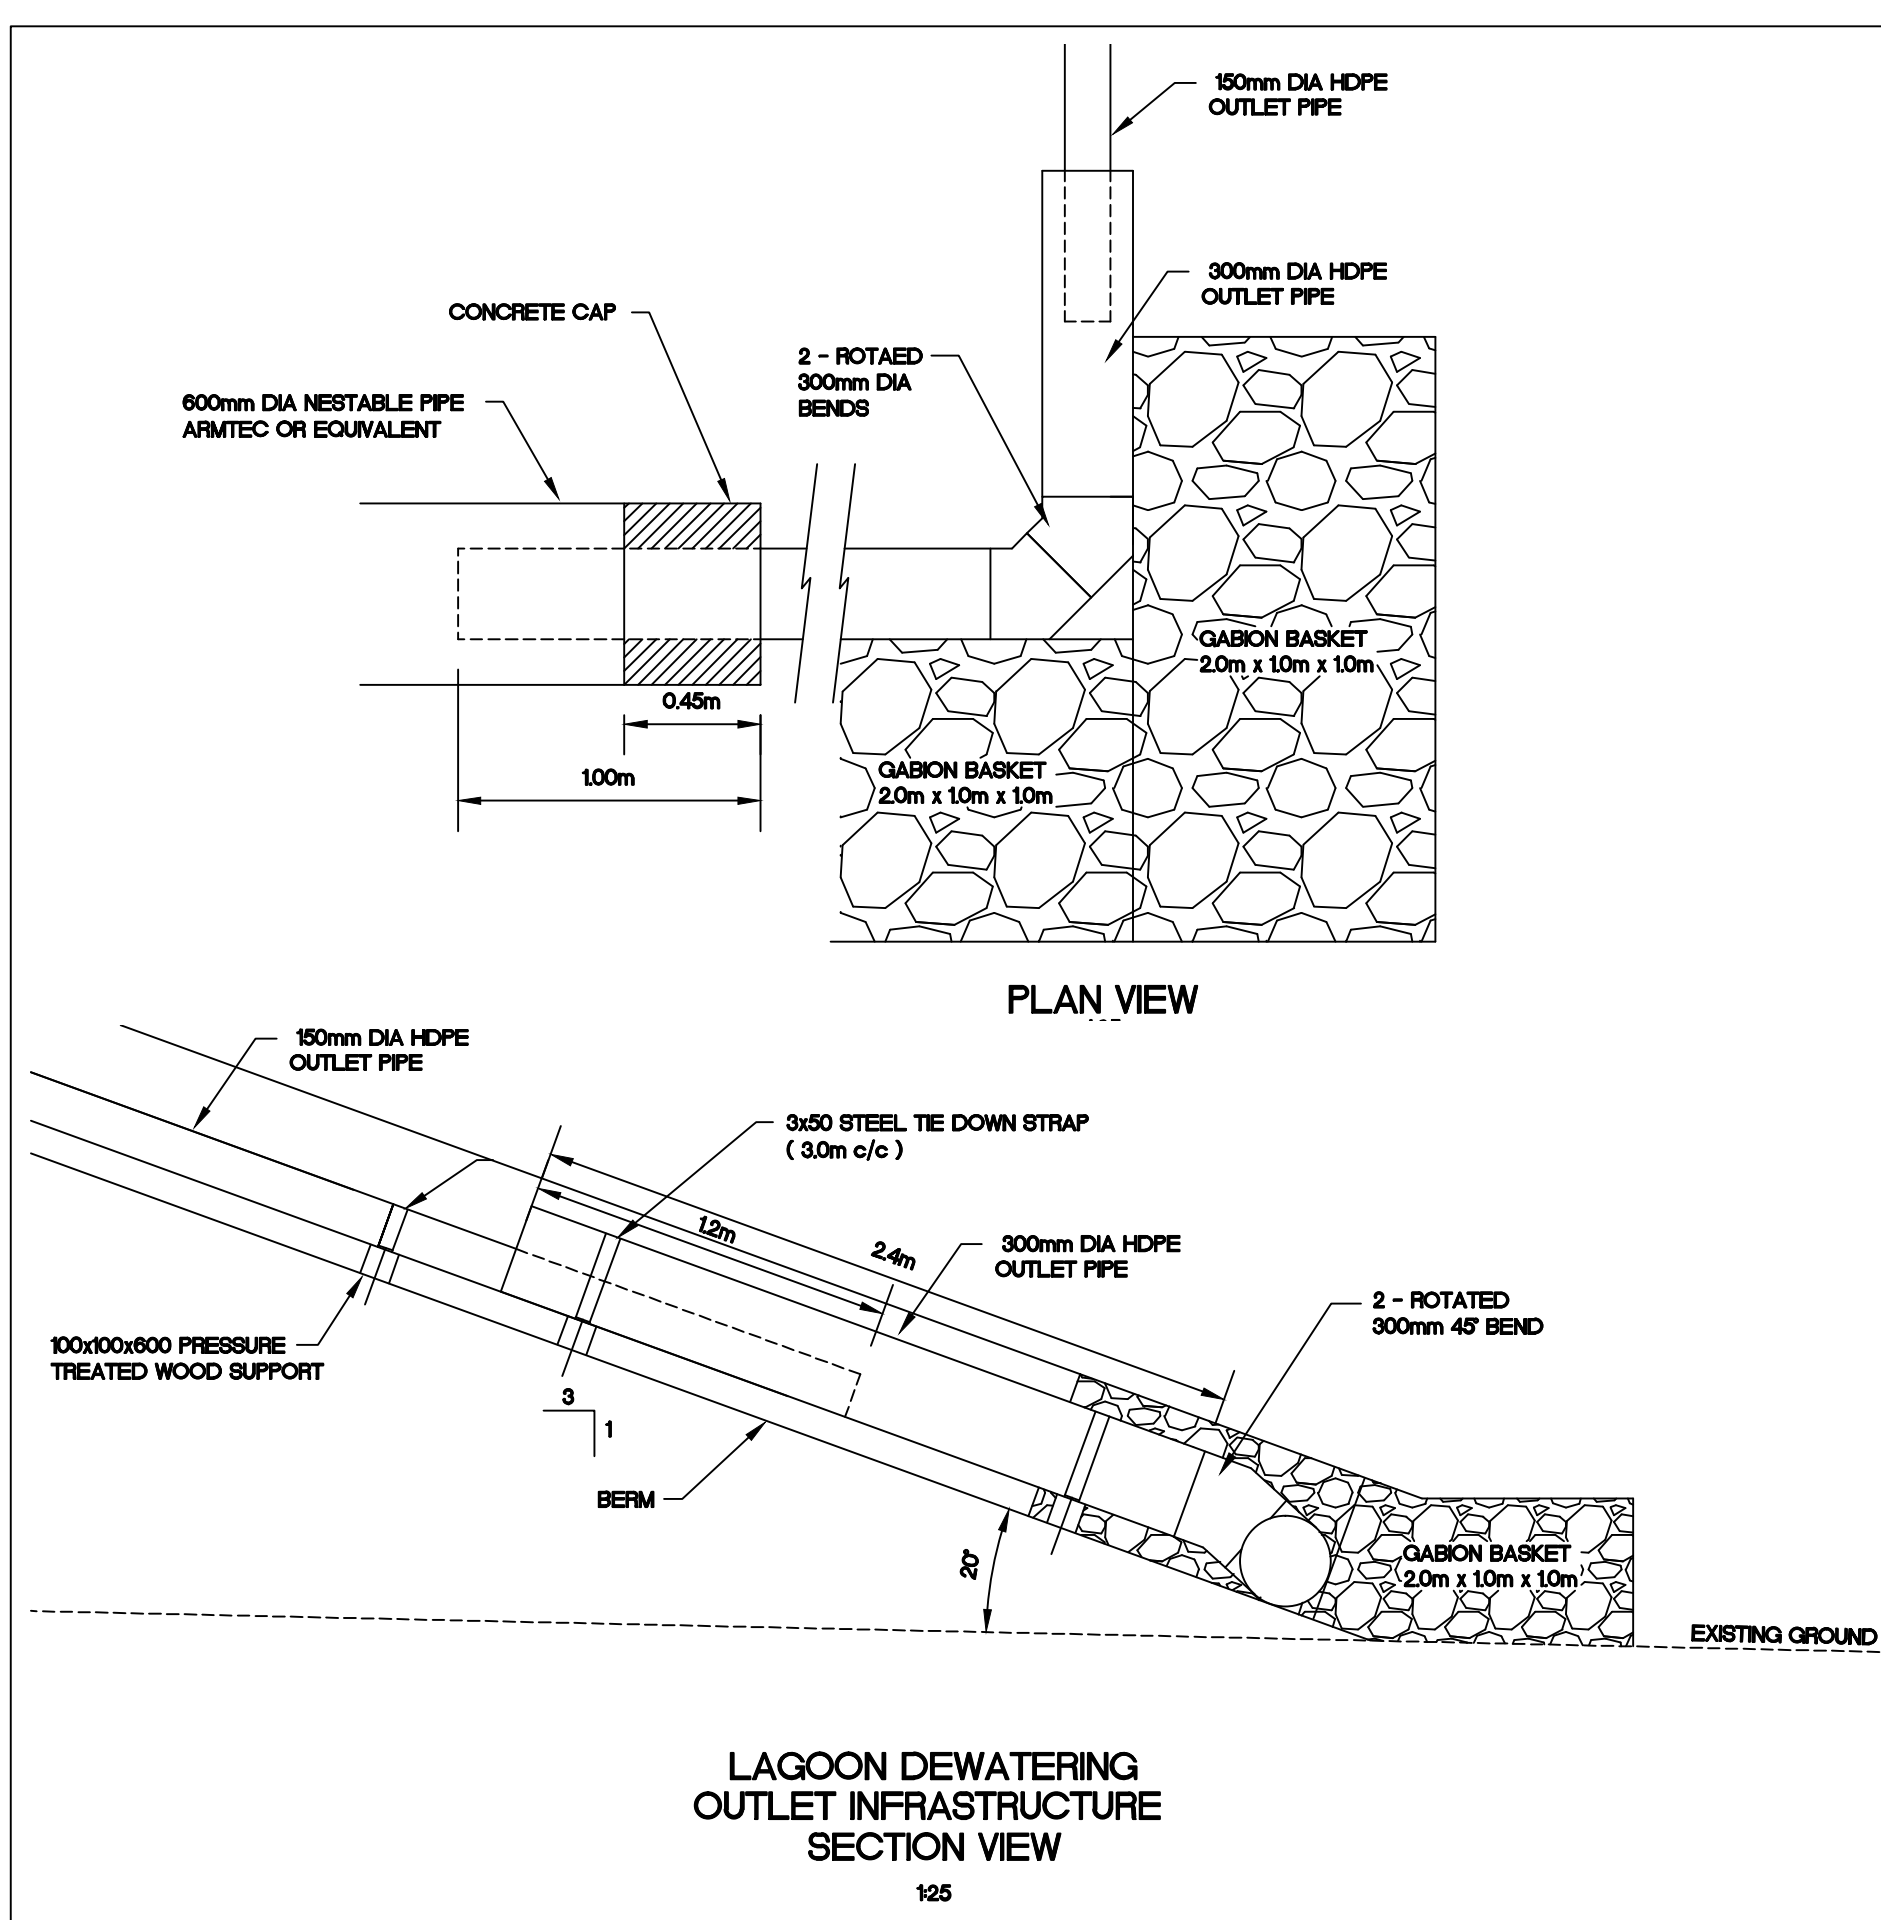 150mm DIA HDPE
OUTLET PIPE
300mm DIA HDPE
OUTLET PIPE
CONCRETE CAP
2 - ROTAED
300mm DIA
BENDS
600mm DIA NESTABLE PIPE
ARMTEC OR EQUIVALENT
GABION BASKET
2.0m x 1.0m x 1.0m
0.45m
1.00m
GABION BASKET
2.0m x 1.0m x 1.0m
PLAN VIEW
150mm DIA HDPE
OUTLET PIPE
3x50 STEEL TIE DOWN STRAP
( 3.0m c/c )
1.2m
2.4m
300mm DIA HDPE
OUTLET PIPE
2 - ROTATED
300mm 45° BEND
100x100x600 PRESSURE
TREATED WOOD SUPPORT
3
1
BERM
20°
GABION BASKET
2.0m x 1.0m x 1.0m
EXISTING GROUND
LAGOON DEWATERING
OUTLET INFRASTRUCTURE
SECTION VIEW
1:25